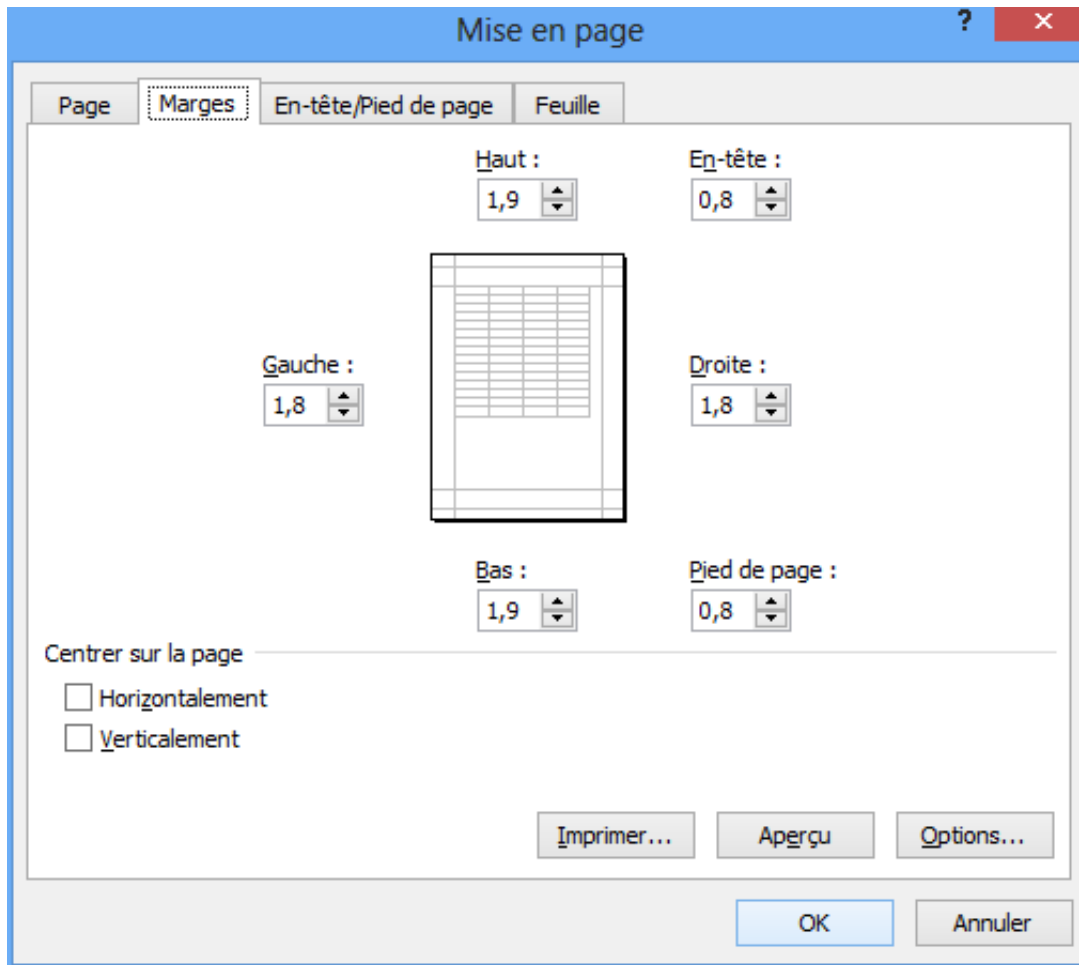 Mise en page
?
Page Marges En-tête/Pied de page Feuille
Haut : En-tête :
1,9 0,8
Gauche : Droite :
1,8 1,8
Bas : Pied de page :
1,9 0,8
Centrer sur la page
Horizontalement
Verticalement
Imprimer... Aperçu Options...
OK Annuler